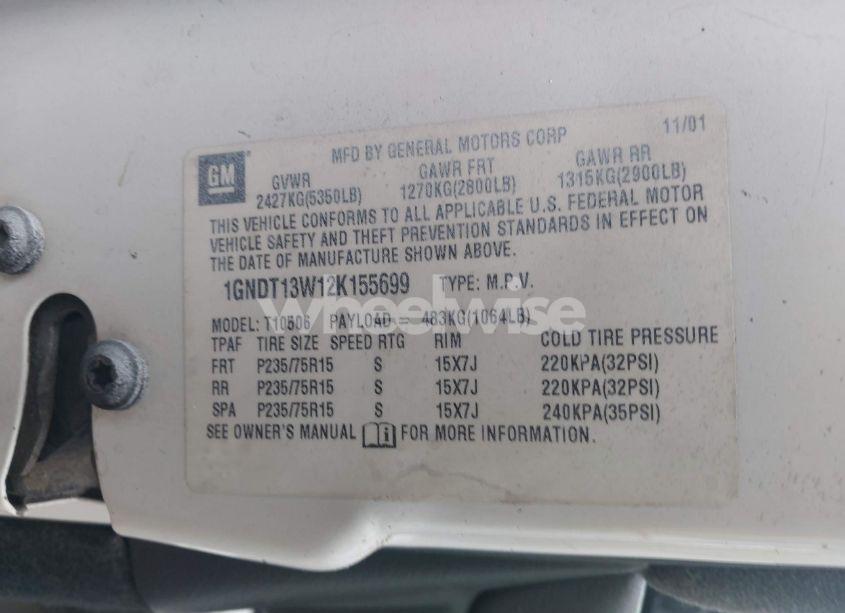 GM
MFD BY GENERAL MOTORS CORP 11/01
GVWR GAWR FRT GAWR RR
2427KG(5350LB) 1270KG(2800LB) 1315KG(2900LB)
THIS VEHICLE CONFORMS TO ALL APPLICABLE U.S. FEDERAL MOTOR
VEHICLE SAFETY AND THEFT PREVENTION STANDARDS IN EFFECT ON
THE DATE OF MANUFACTURE SHOWN ABOVE.
1GNDT13W12K155699 TYPE: M.P.V.
Wheelwise
MODEL: T10506 PAYLOAD = 483KG(1064LB)
TPAF TIRE SIZE SPEED RTG RIM COLD TIRE PRESSURE
FRT P235/75R15 S 15X7J 220KPA(32PSI)
RR P235/75R15 S 15X7J 220KPA(32PSI)
SPA P235/75R15 S 15X7J 240KPA(35PSI)
SEE OWNER'S MANUAL FOR MORE INFORMATION.